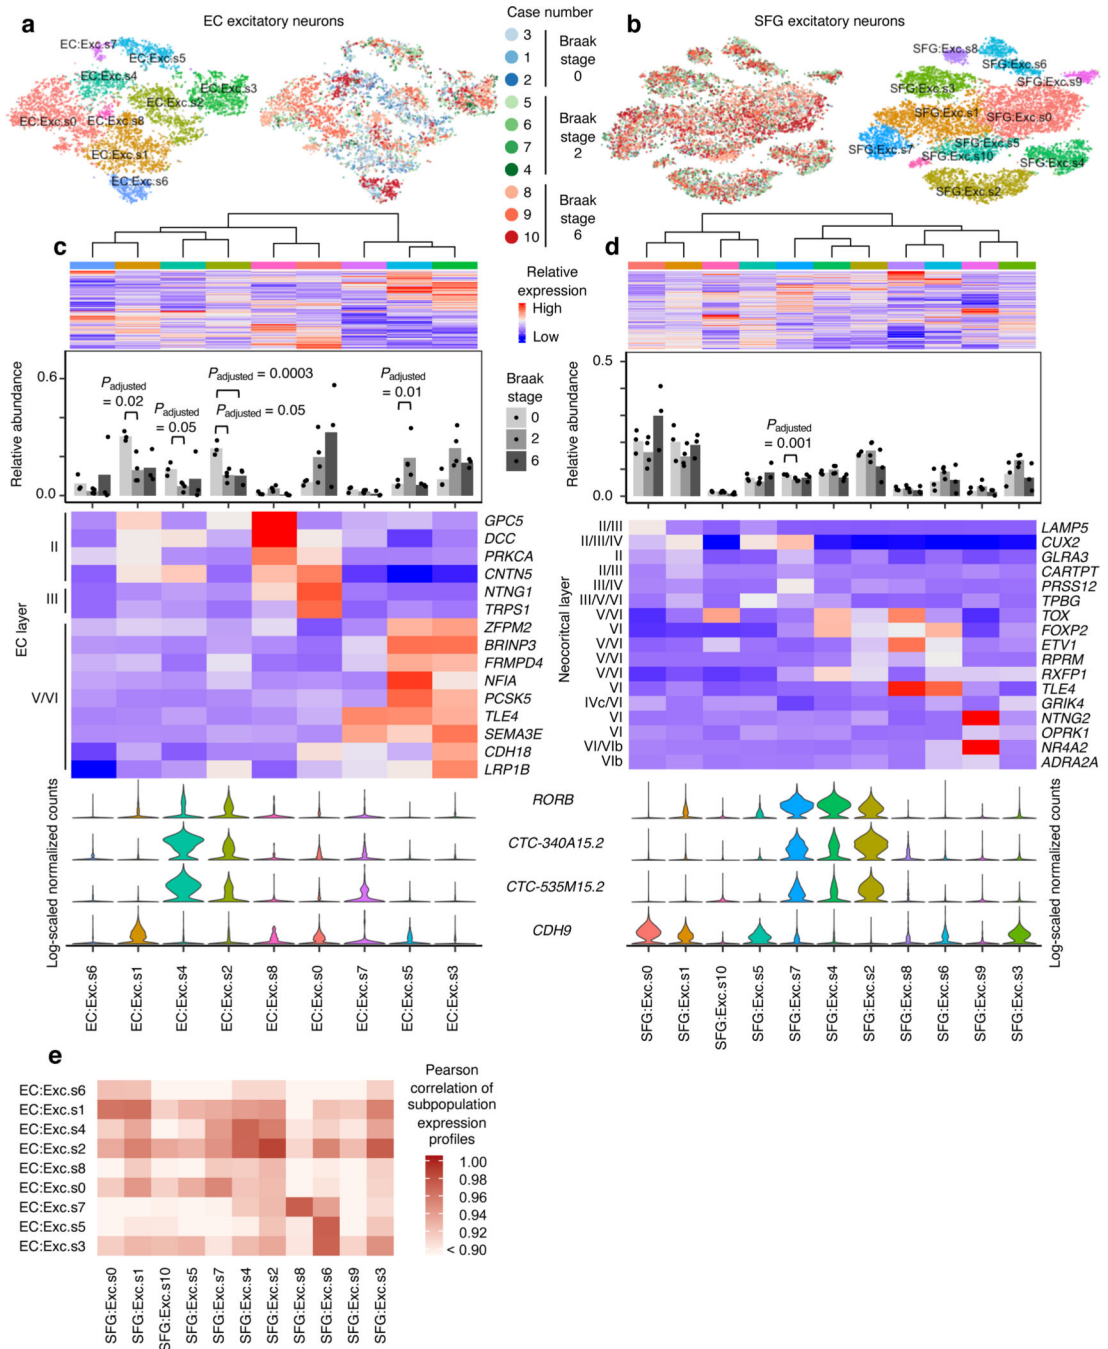 a
EC excitatory neurons
EC:Exc.s7
EC:Exc.s5
EC:Exc.s4
EC:Exc.s3
EC:Exc.s2
EC:Exc.s0
EC:Exc.s8
EC:Exc.s1
EC:Exc.s6
Case number
3
1
2
Braak
stage
0
5
6
7
4
Braak
stage
2
8
9
10
Braak
stage
6
b
SFG excitatory neurons
SFG:Exc.s8
SFG:Exc.s6
SFG:Exc.s9
SFG:Exc.s3
SFG:Exc.s1
SFG:Exc.s0
SFG:Exc.s5
SFG:Exc.s7
SFG:Exc.s10
SFG:Exc.s4
SFG:Exc.s2
c
Relative
expression
High
Low
Relative abundance
0.6
0.0
Padjusted
= 0.02
Padjusted
= 0.05
Padjusted = 0.0003
Padjusted = 0.05
Padjusted
= 0.01
Braak
stage
0
2
6
EC layer
II
III
V/VI
GPC5
DCC
PRKCA
CNTN5
NTNG1
TRPS1
ZFPM2
BRINP3
FRMPD4
NFIA
PCSK5
TLE4
SEMA3E
CDH18
LRP1B
Log-scaled normalized counts
RORB
CTC-340A15.2
CTC-535M15.2
CDH9
EC:Exc.s6
EC:Exc.s1
EC:Exc.s4
EC:Exc.s2
EC:Exc.s8
EC:Exc.s0
EC:Exc.s7
EC:Exc.s5
EC:Exc.s3
d
Relative abundance
0.5
0.0
Padjusted
= 0.001
Neocoritcal layer
II/III LAMP5
II/III/IV CUX2
II GLRA3
II/III CARTPT
III/IV PRSS12
III/V/VI TPBG
V/VI TOX
VI FOXP2
V/VI ETV1
V/VI RPRM
V/VI RXFP1
VI TLE4
IVc/VI GRIK4
VI NTNG2
VI OPRK1
VI/VIb NR4A2
VIb ADRA2A
Log-scaled normalized counts
SFG:Exc.s0
SFG:Exc.s1
SFG:Exc.s10
SFG:Exc.s5
SFG:Exc.s7
SFG:Exc.s4
SFG:Exc.s2
SFG:Exc.s8
SFG:Exc.s6
SFG:Exc.s9
SFG:Exc.s3
e
EC:Exc.s6
EC:Exc.s1
EC:Exc.s4
EC:Exc.s2
EC:Exc.s8
EC:Exc.s0
EC:Exc.s7
EC:Exc.s5
EC:Exc.s3
SFG:Exc.s0
SFG:Exc.s1
SFG:Exc.s10
SFG:Exc.s5
SFG:Exc.s7
SFG:Exc.s4
SFG:Exc.s2
SFG:Exc.s8
SFG:Exc.s6
SFG:Exc.s9
SFG:Exc.s3
Pearson
correlation of
subpopulation
expression
profiles
1.00
0.98
0.96
0.94
0.92
< 0.90